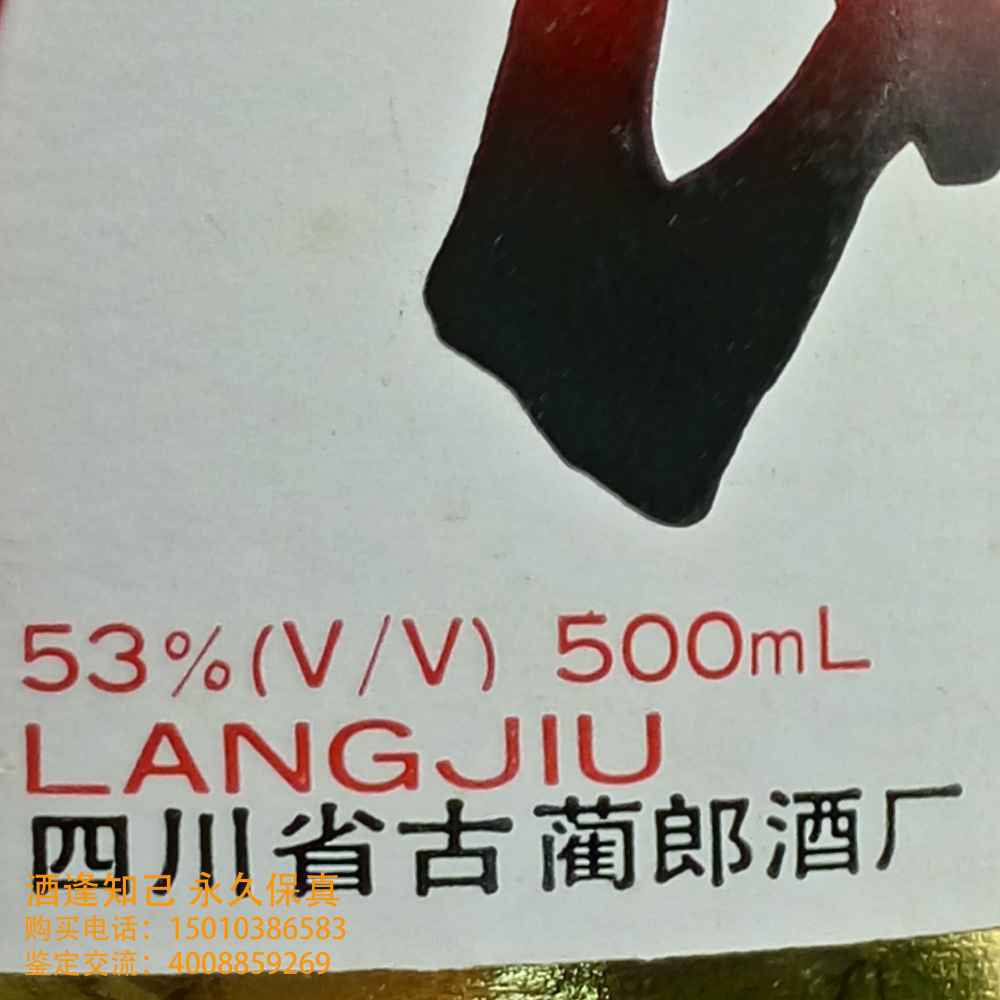 53%(V/V) 500mL
LANGJIU
四川省古蔺郎酒厂
酒逢知己 永久保真
购买电话：15010386583
鉴定交流：4008859269